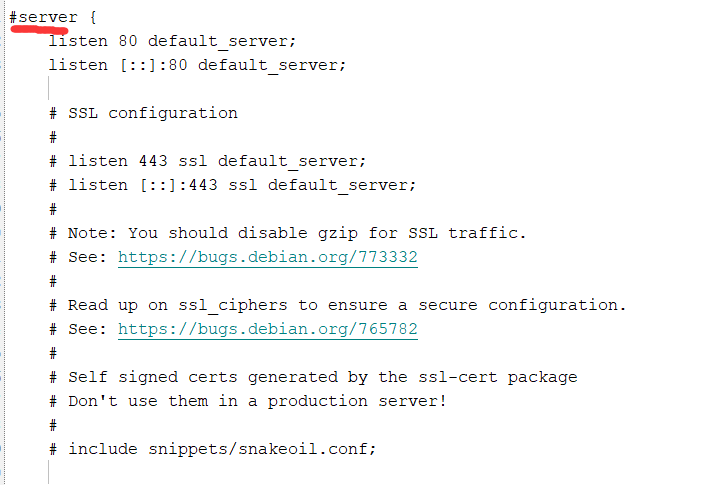 #server {
listen 80 default_server;
listen [::]:80 default_server;
# SSL configuration
#
# listen 443 ssl default_server;
# listen [::]:443 ssl default_server;
#
# Note: You should disable gzip for SSL traffic.
# See: https://bugs.debian.org/773332
#
# Read up on ssl_ciphers to ensure a secure configuration.
# See: https://bugs.debian.org/765782
#
# Self signed certs generated by the ssl-cert package
# Don't use them in a production server!
#
# include snippets/snakeoil.conf;